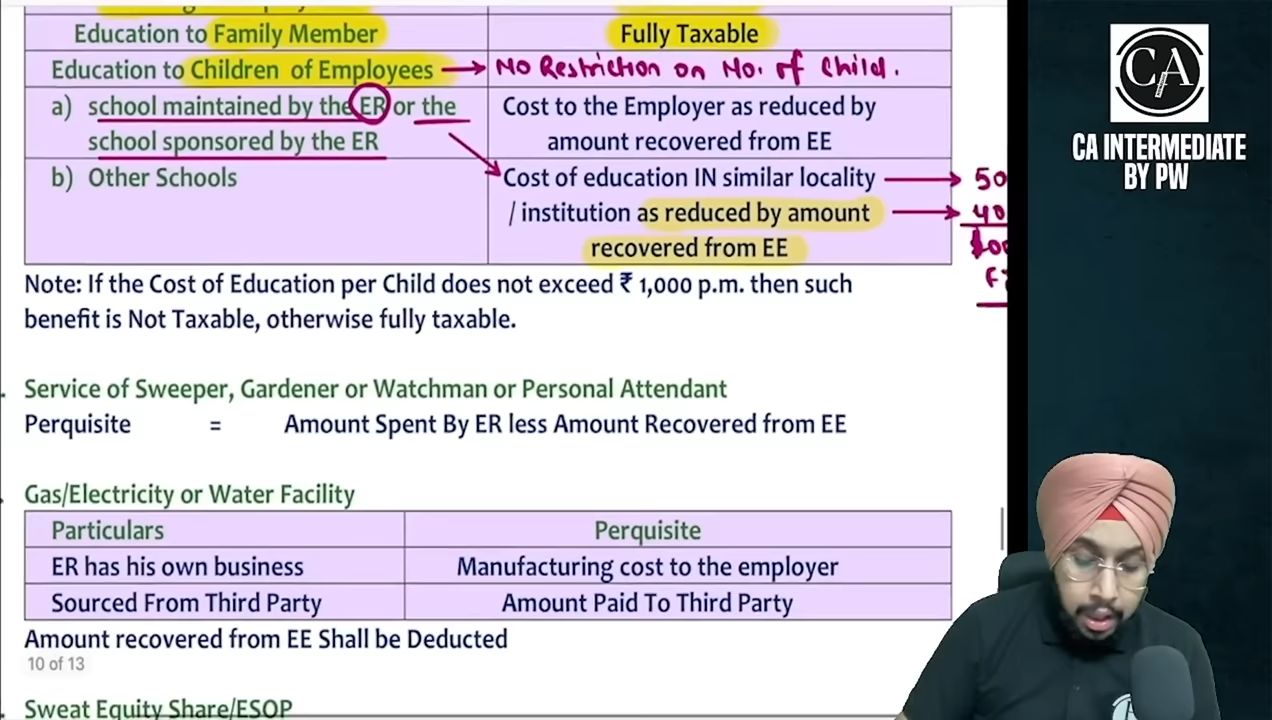 Education to Family Member
Fully Taxable
Education to Children of Employees
No Restriction on No. of Child.
a) school maintained by the ER or the
school sponsored by the ER
Cost to the Employer as reduced by
amount recovered from EE
b) Other Schools
Cost of education IN similar locality
/ institution as reduced by amount
recovered from EE
50
40
Note: If the Cost of Education per Child does not exceed ₹ 1,000 p.m. then such
benefit is Not Taxable, otherwise fully taxable.
Service of Sweeper, Gardener or Watchman or Personal Attendant
Perquisite = Amount Spent By ER less Amount Recovered from EE
Gas/Electricity or Water Facility
Particulars
Perquisite
ER has his own business
Manufacturing cost to the employer
Sourced From Third Party
Amount Paid To Third Party
Amount recovered from EE Shall be Deducted
10 of 13
Sweat Equity Share/ESOP
CA
CA INTERMEDIATE
BY PW